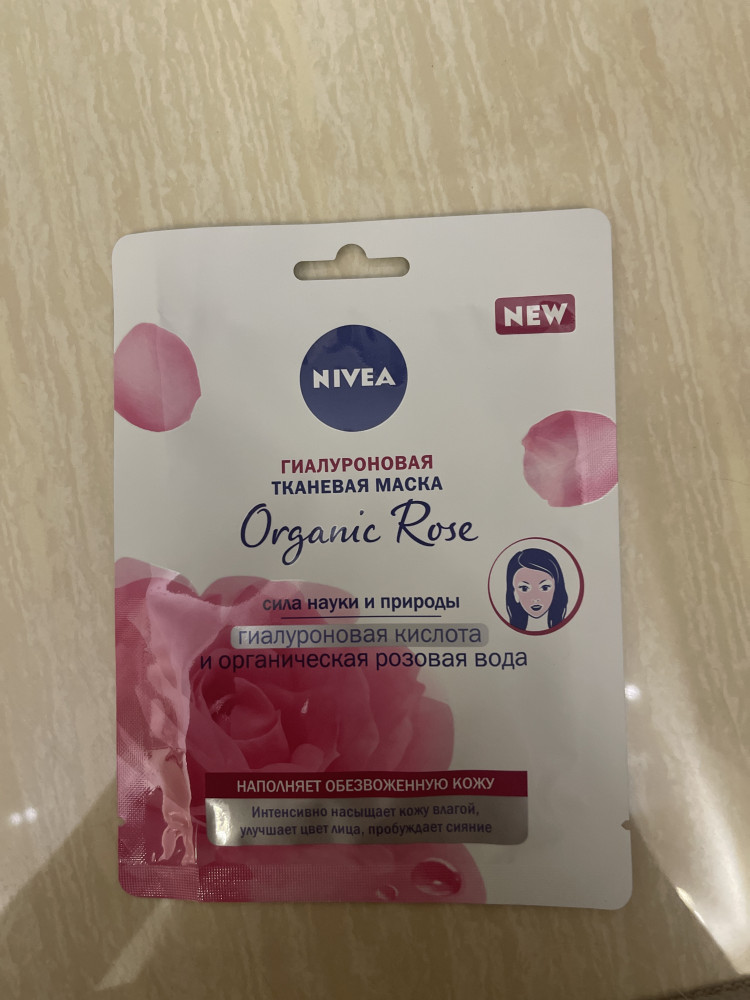 NEW
NIVEA
ГИАЛУРОНОВАЯ
ТКАНЕВАЯ МАСКА
Organic Rose
сила науки и природы
гиалуроновая кислота
и органическая розовая вода
НАПОЛНЯЕТ ОБЕЗВОЖЕННУЮ КОЖУ
Интенсивно насыщает кожу влагой,
улучшает цвет лица, пробуждает сияние